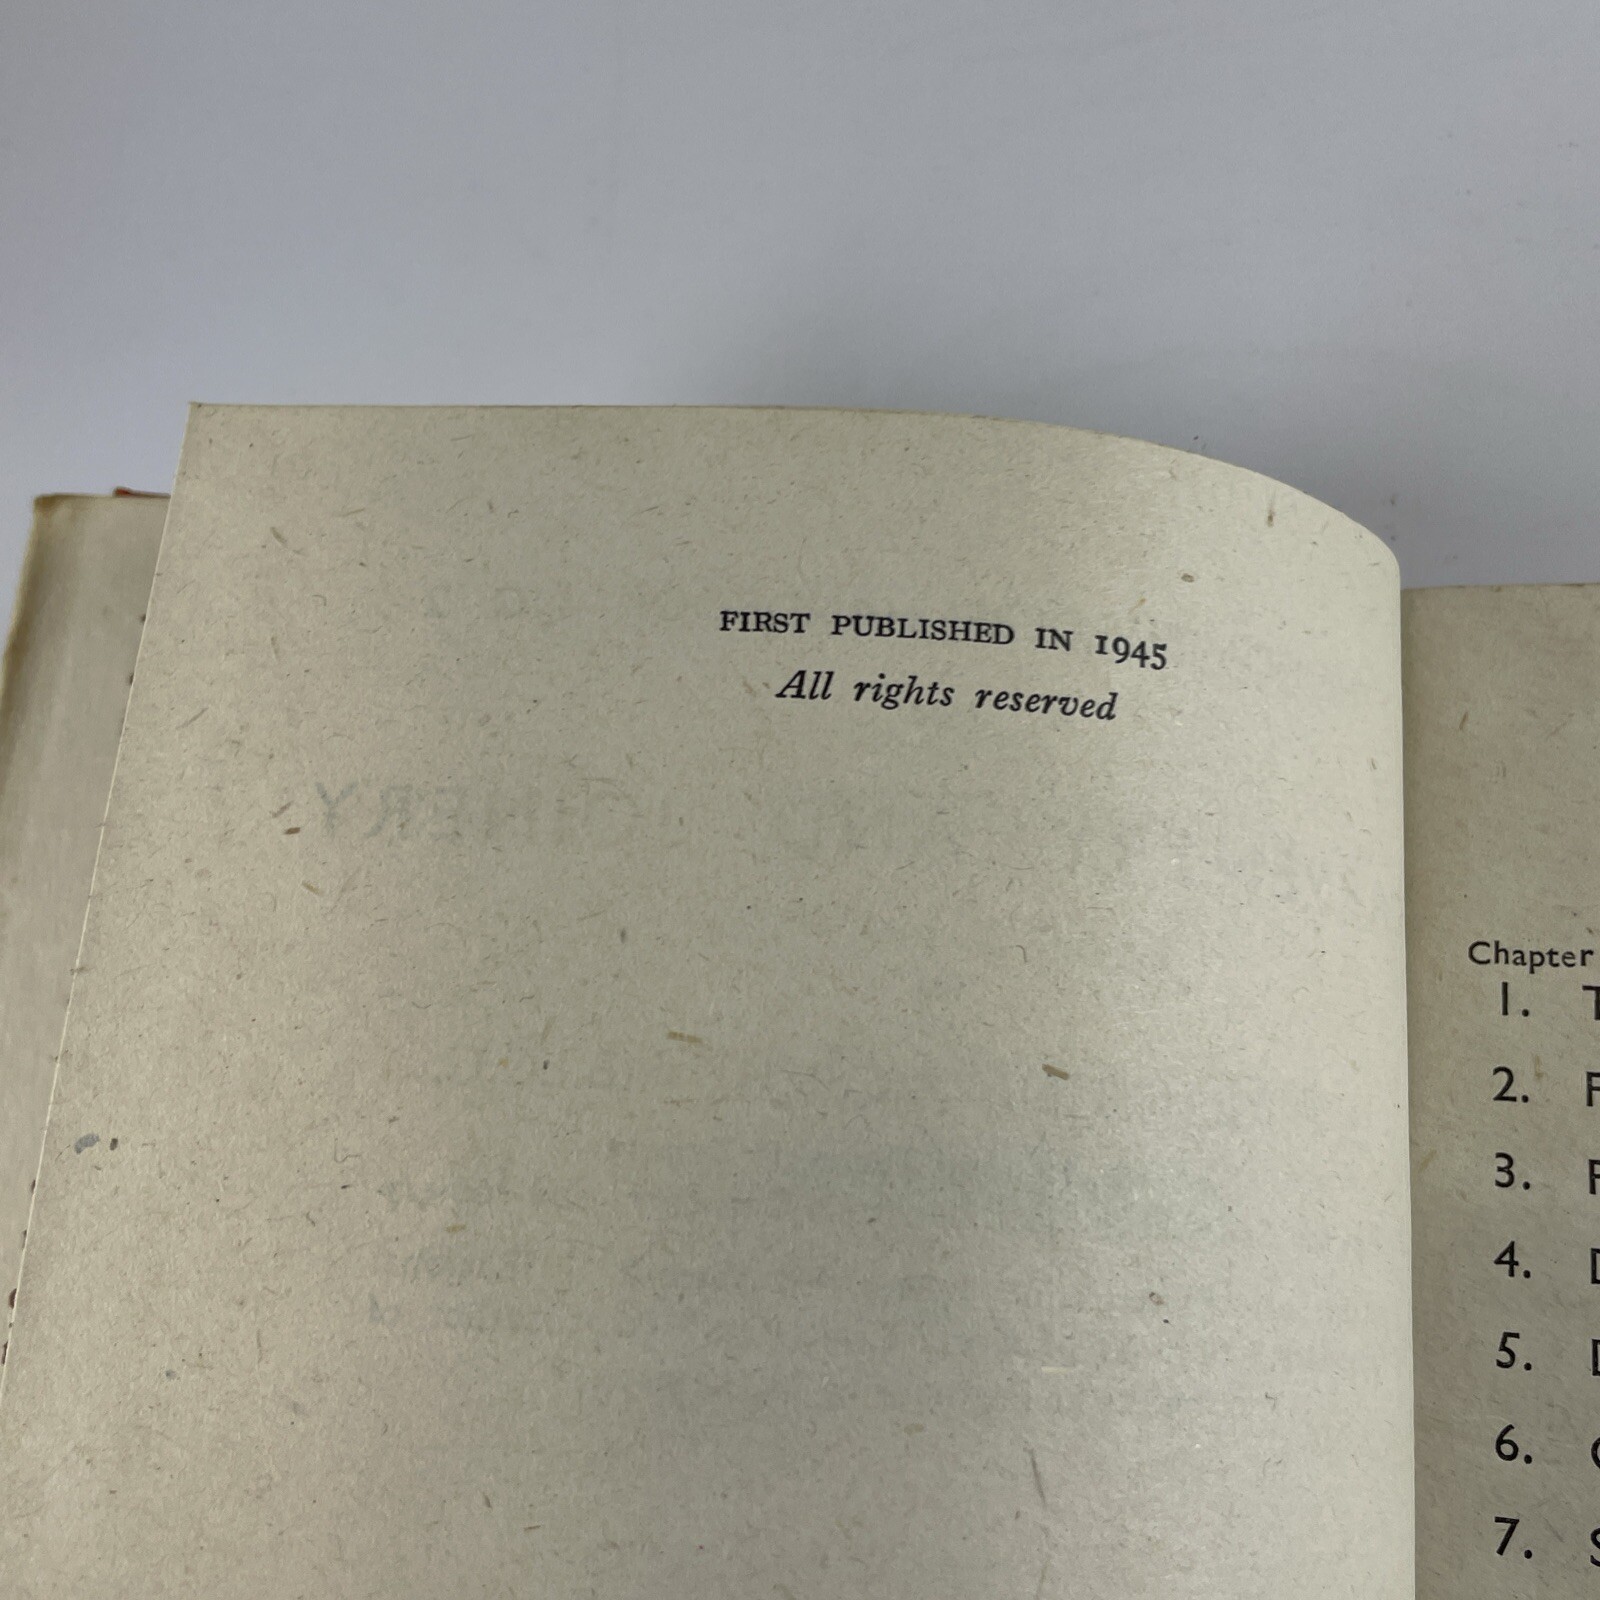 FIRST PUBLISHED IN 1945
All rights reserved
Chapter
1. T
2. F
3. F
4. D
5. D
6.
7. S